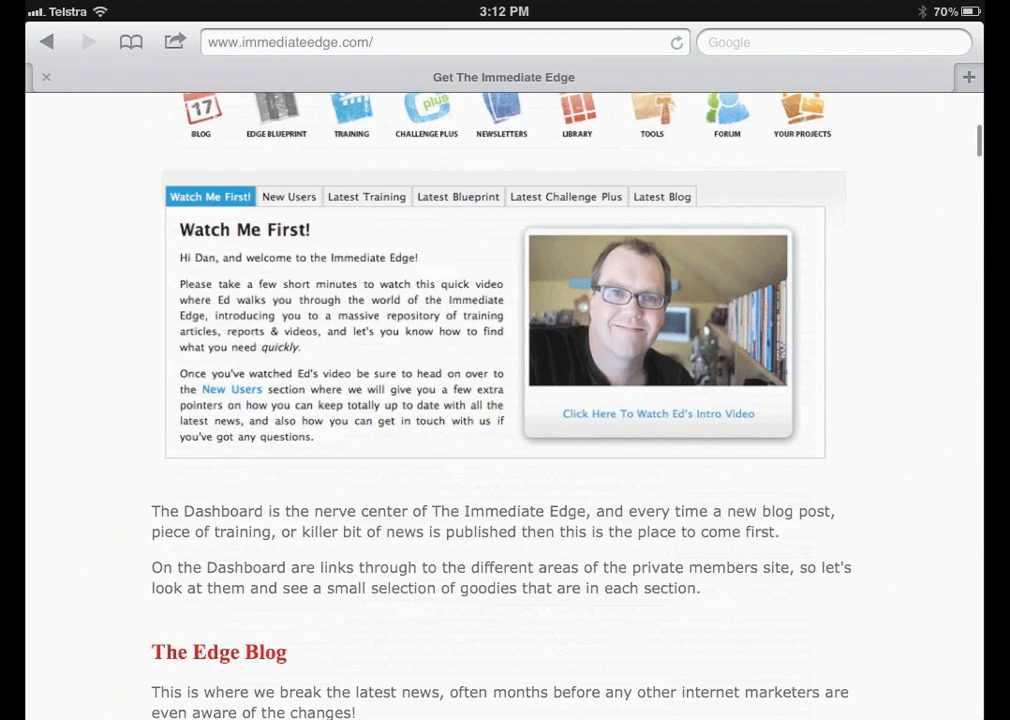 Telstra 3:12 PM 70%
www.immediateedge.com/ Google
Get The Immediate Edge
17 plus
BLOG EDGE BLUEPRINT TRAINING CHALLENGE PLUS NEWSLETTERS LIBRARY TOOLS FORUM YOUR PROJECTS
Watch Me First! New Users Latest Training Latest Blueprint Latest Challenge Plus Latest Blog
Watch Me First!
Hi Dan, and welcome to the Immediate Edge!
Please take a few short minutes to watch this quick video
where Ed walks you through the world of the Immediate
Edge, introducing you to a massive repository of training
articles, reports & videos, and let's you know how to find
what you need quickly.
Once you've watched Ed's video be sure to head on over to
the New Users section where we will give you a few extra
pointers on how you can keep totally up to date with all the
latest news, and also how you can get in touch with us if
you've got any questions.
Click Here To Watch Ed's Intro Video
The Dashboard is the nerve center of The Immediate Edge, and every time a new blog post,
piece of training, or killer bit of news is published then this is the place to come first.
On the Dashboard are links through to the different areas of the private members site, so let's
look at them and see a small selection of goodies that are in each section.
The Edge Blog
This is where we break the latest news, often months before any other internet marketers are
even aware of the changes!